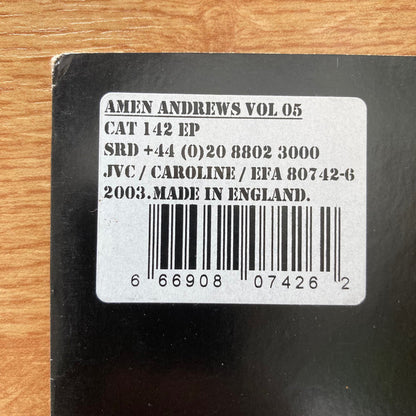 AMEN ANDREWS VOL 05
CAT 142 EP
SRD +44 (0)20 8802 3000
JVC / CAROLINE / EFA 80742-6
2003.MADE IN ENGLAND.
6 66908 07426 2